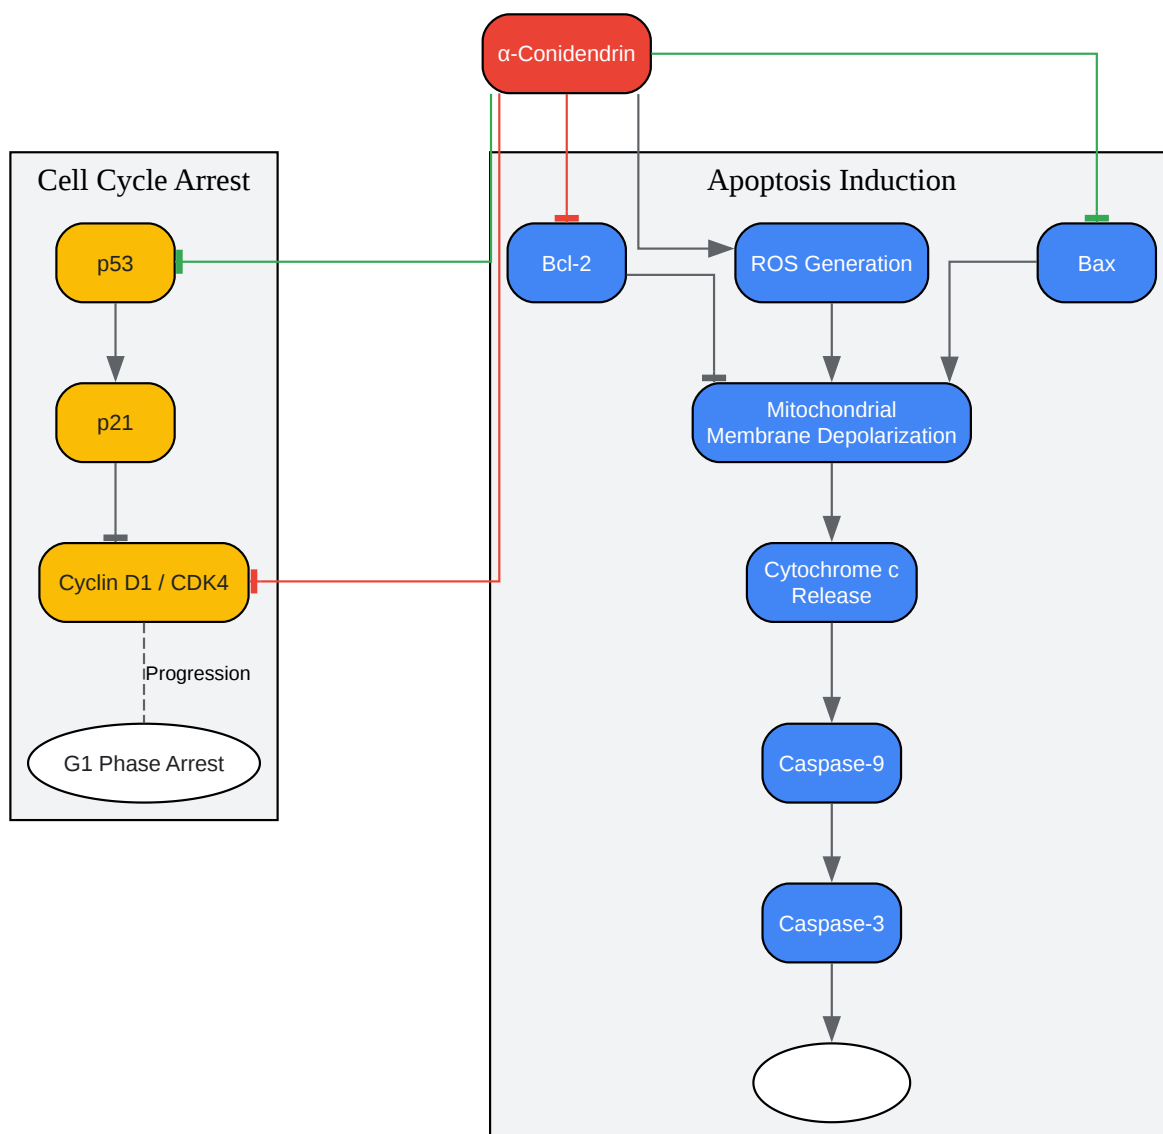 α-Conidendrin
Cell Cycle Arrest
Apoptosis Induction
p53
Bcl-2
ROS Generation
Bax
p21
Mitochondrial
Membrane Depolarization
Cyclin D1 / CDK4
Cytochrome c
Release
Progression
G1 Phase Arrest
Caspase-9
Caspase-3